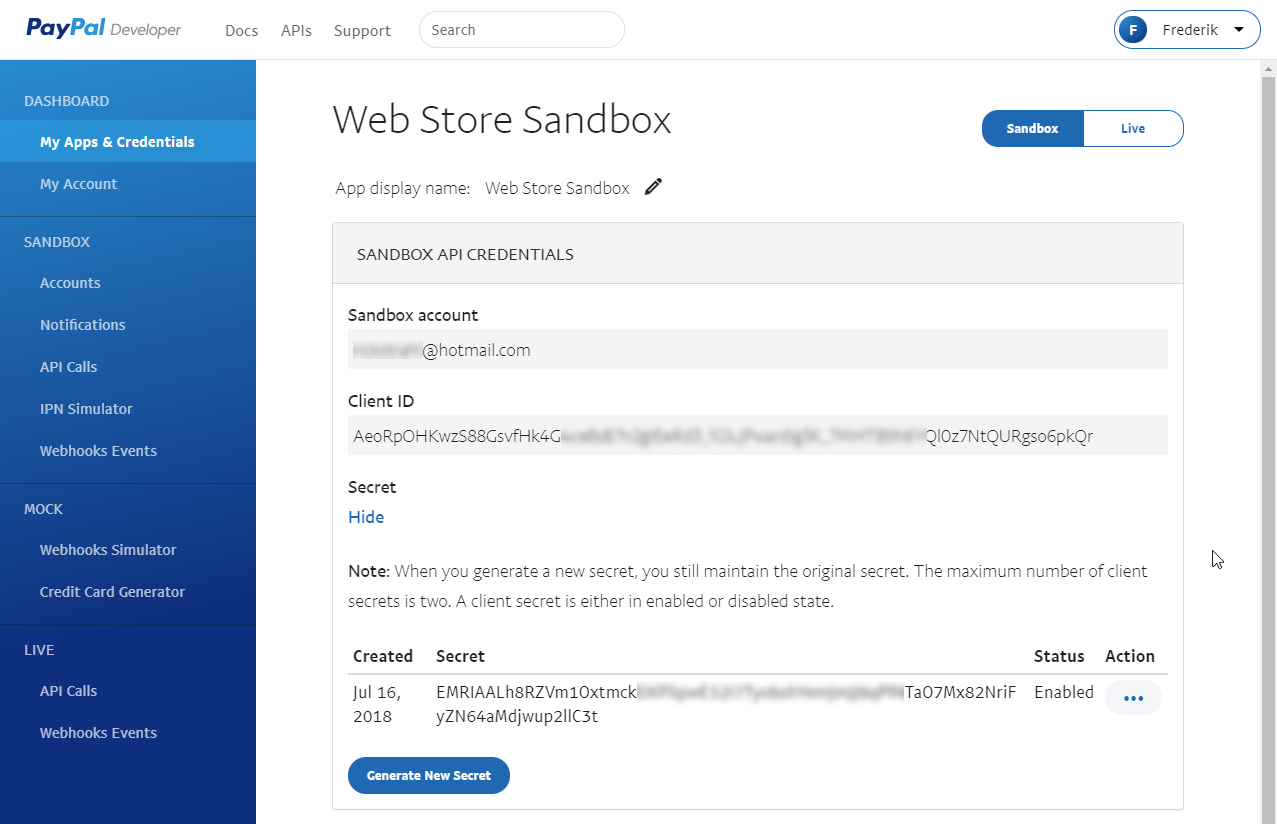 PayPal Developer
Docs APIs Support Search
F Frederik
DASHBOARD
My Apps & Credentials
My Account
SANDBOX
Accounts
Notifications
API Calls
IPN Simulator
Webhooks Events
MOCK
Webhooks Simulator
Credit Card Generator
LIVE
API Calls
Webhooks Events
Web Store Sandbox
Sandbox Live
App display name: Web Store Sandbox
SANDBOX API CREDENTIALS
Sandbox account
@hotmail.com
Client ID
AeoRpOHKwzS88GsvfHk4G Ql0z7NtQURgso6pkQr
Secret
Hide
Note: When you generate a new secret, you still maintain the original secret. The maximum number of client
secrets is two. A client secret is either in enabled or disabled state.
Created Secret Status Action
Jul 16, EMRIAALh8RZVm1Oxtmck TaO7Mx82NriF Enabled
2018 yZN64aMdjwup2llC3t
Generate New Secret